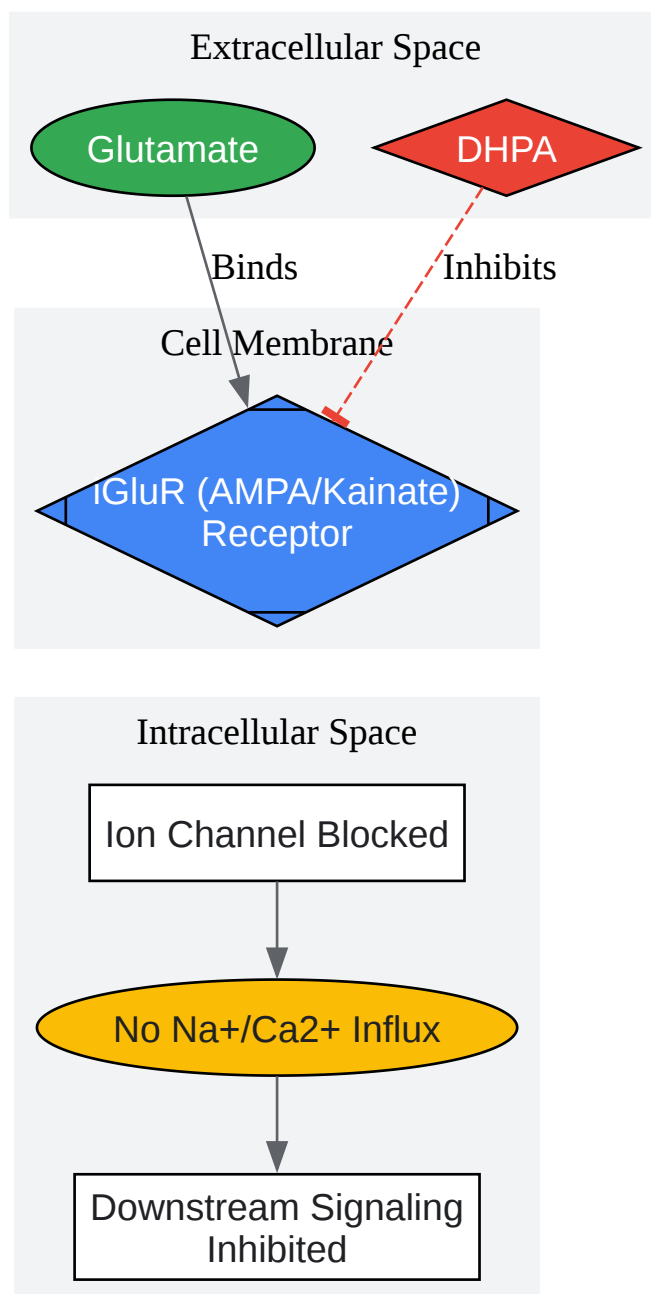 Extracellular Space
Glutamate
DHPA
Binds
Inhibits
Cell Membrane
iGluR (AMPA/Kainate)
Receptor
Intracellular Space
Ion Channel Blocked
No Na+/Ca2+ Influx
Downstream Signaling
Inhibited